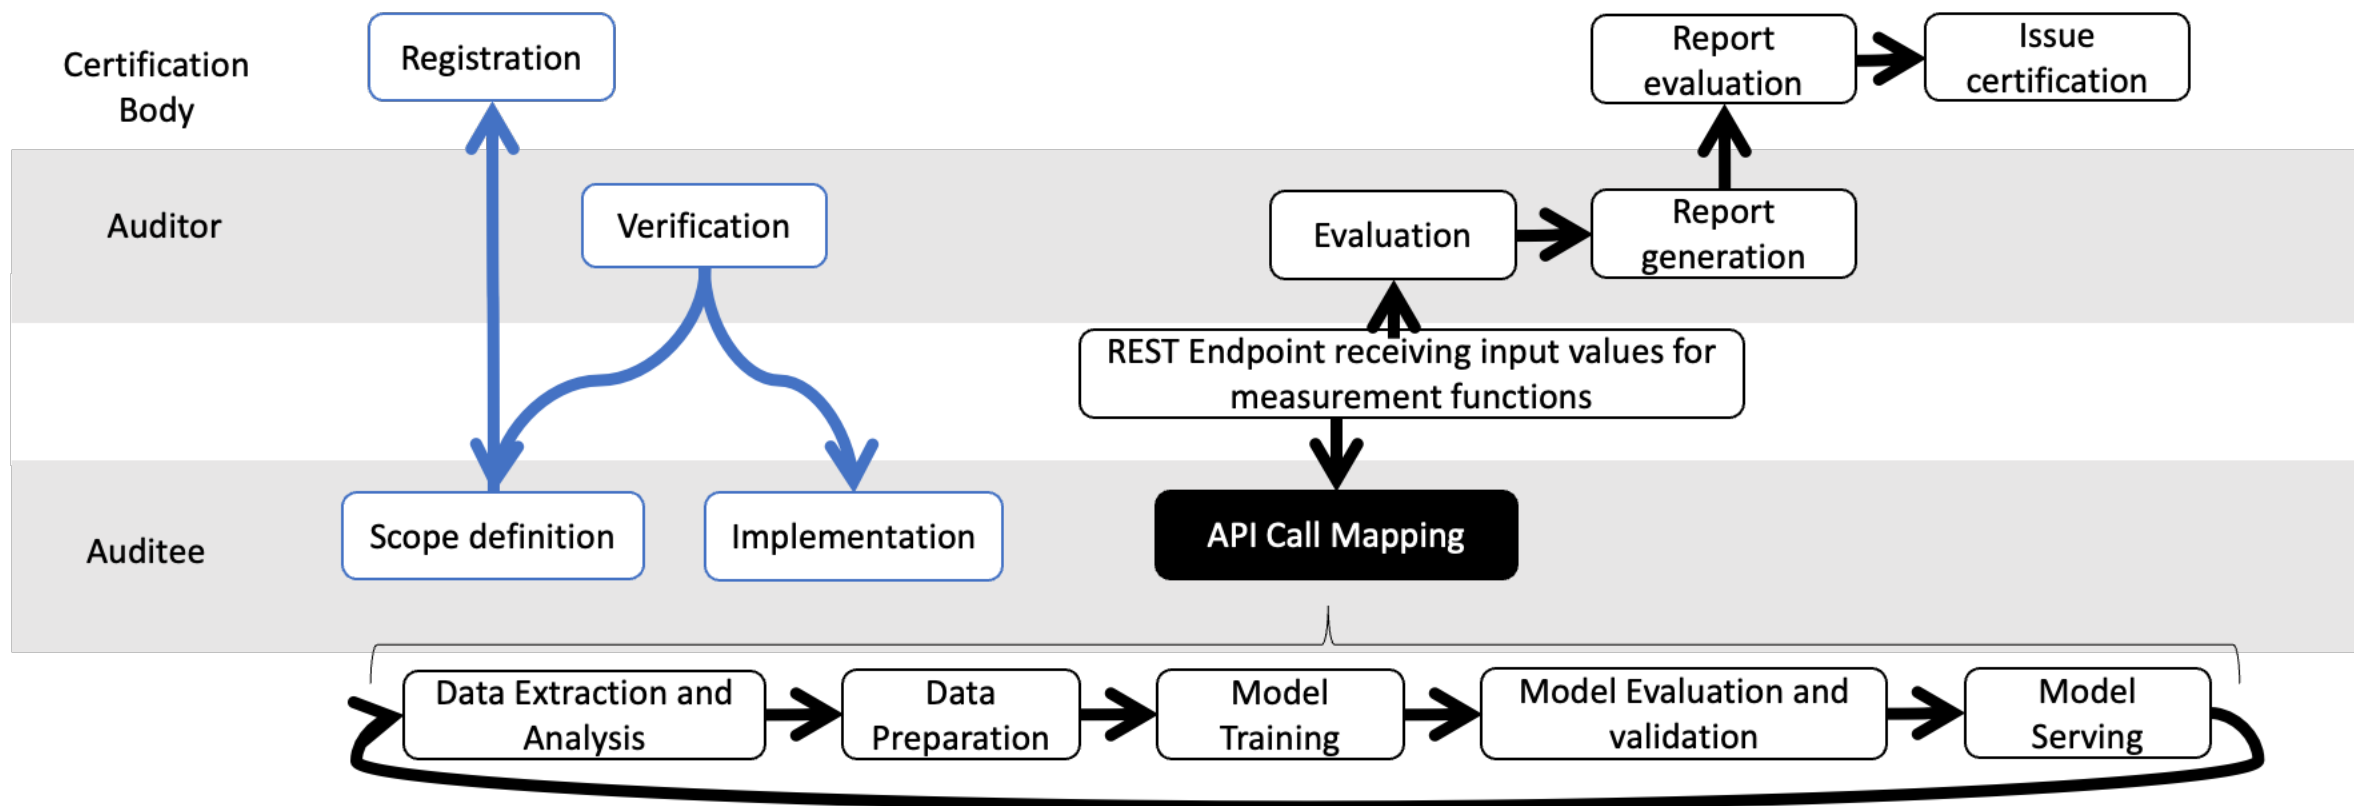 Certification
Body
Registration
Report
evaluation
Issue
certification
Auditor
Verification
Evaluation
Report
generation
REST Endpoint receiving input values for
measurement functions
Auditee
Scope definition
Implementation
API Call Mapping
Data Extraction and
Analysis
Data
Preparation
Model
Training
Model Evaluation and
validation
Model
Serving